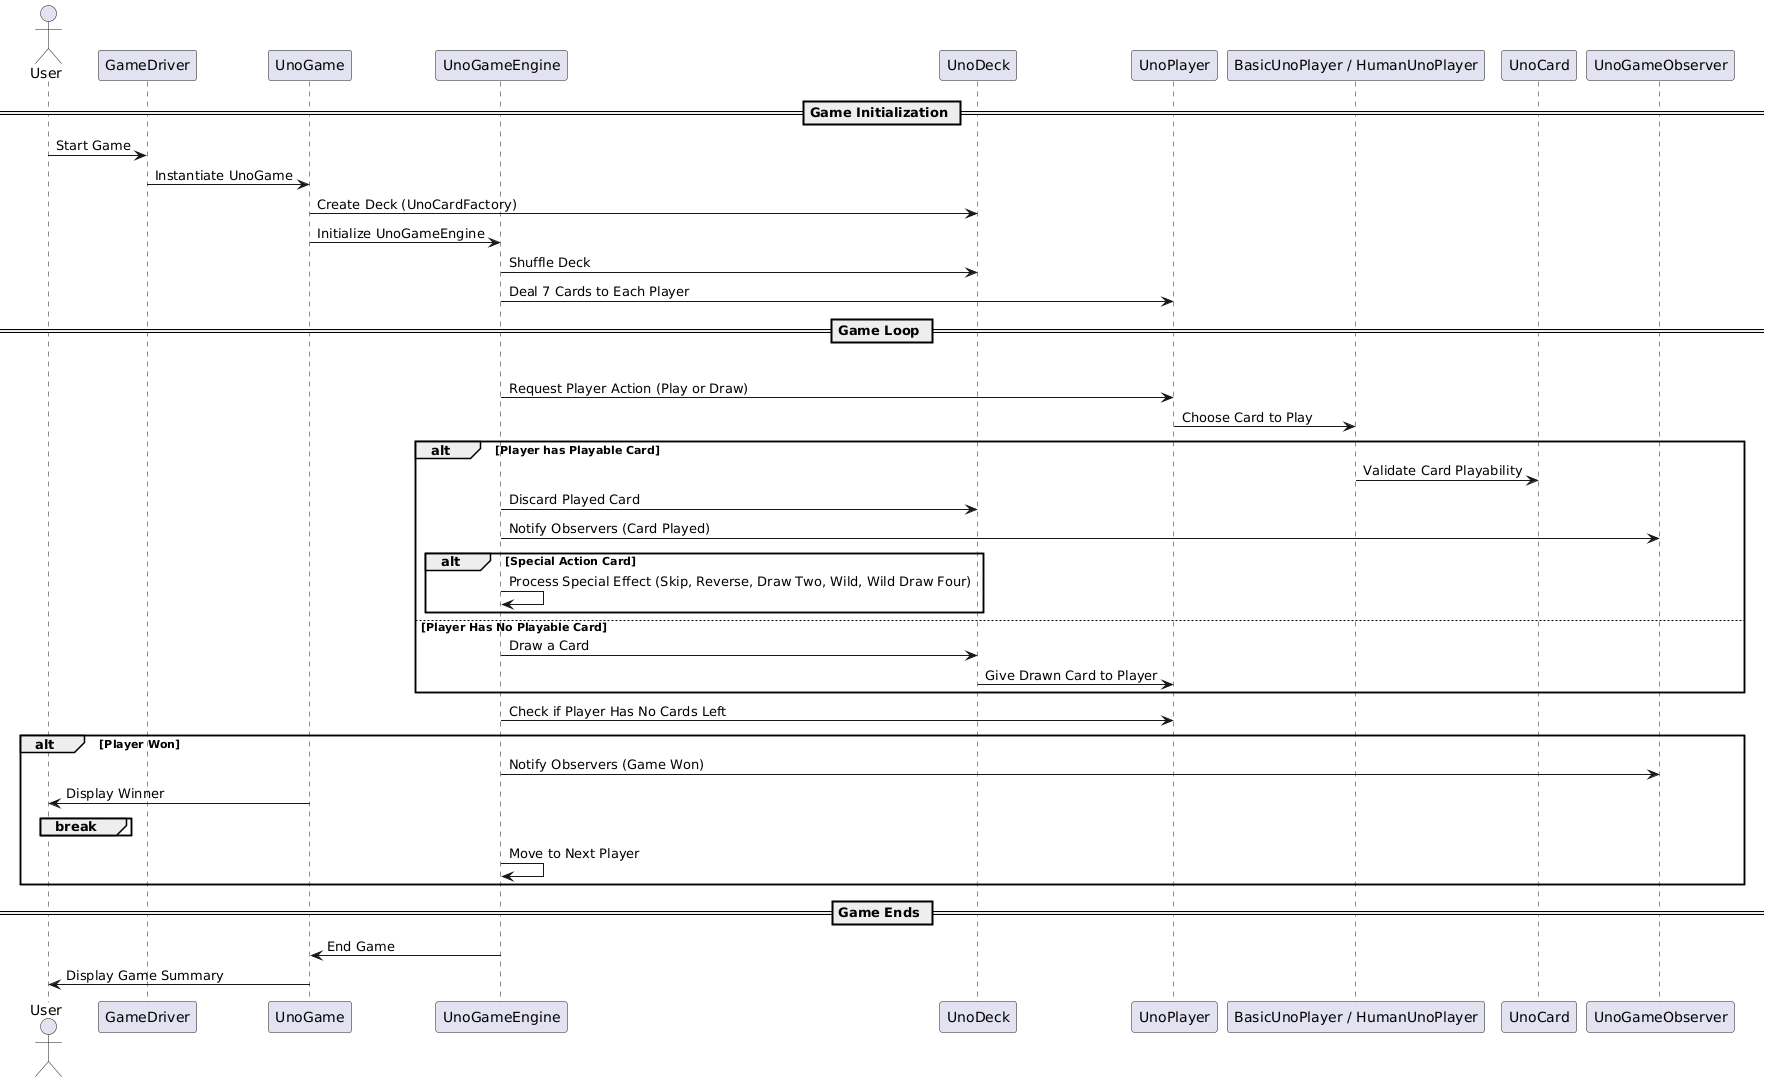 User
GameDriver
UnoGame
UnoGameEngine
UnoDeck
UnoPlayer
BasicUnoPlayer / HumanUnoPlayer
UnoCard
UnoGameObserver
Game Initialization
Start Game
Instantiate UnoGame
Create Deck (UnoCardFactory)
Initialize UnoGameEngine
Shuffle Deck
Deal 7 Cards to Each Player
Game Loop
Request Player Action (Play or Draw)
Choose Card to Play
alt
[Player has Playable Card]
Validate Card Playability
Discard Played Card
Notify Observers (Card Played)
alt
[Special Action Card]
Process Special Effect (Skip, Reverse, Draw Two, Wild, Wild Draw Four)
[Player Has No Playable Card]
Draw a Card
Give Drawn Card to Player
Check if Player Has No Cards Left
alt
[Player Won]
Notify Observers (Game Won)
Display Winner
break
Move to Next Player
Game Ends
End Game
Display Game Summary
User
GameDriver
UnoGame
UnoGameEngine
UnoDeck
UnoPlayer
BasicUnoPlayer / HumanUnoPlayer
UnoCard
UnoGameObserver